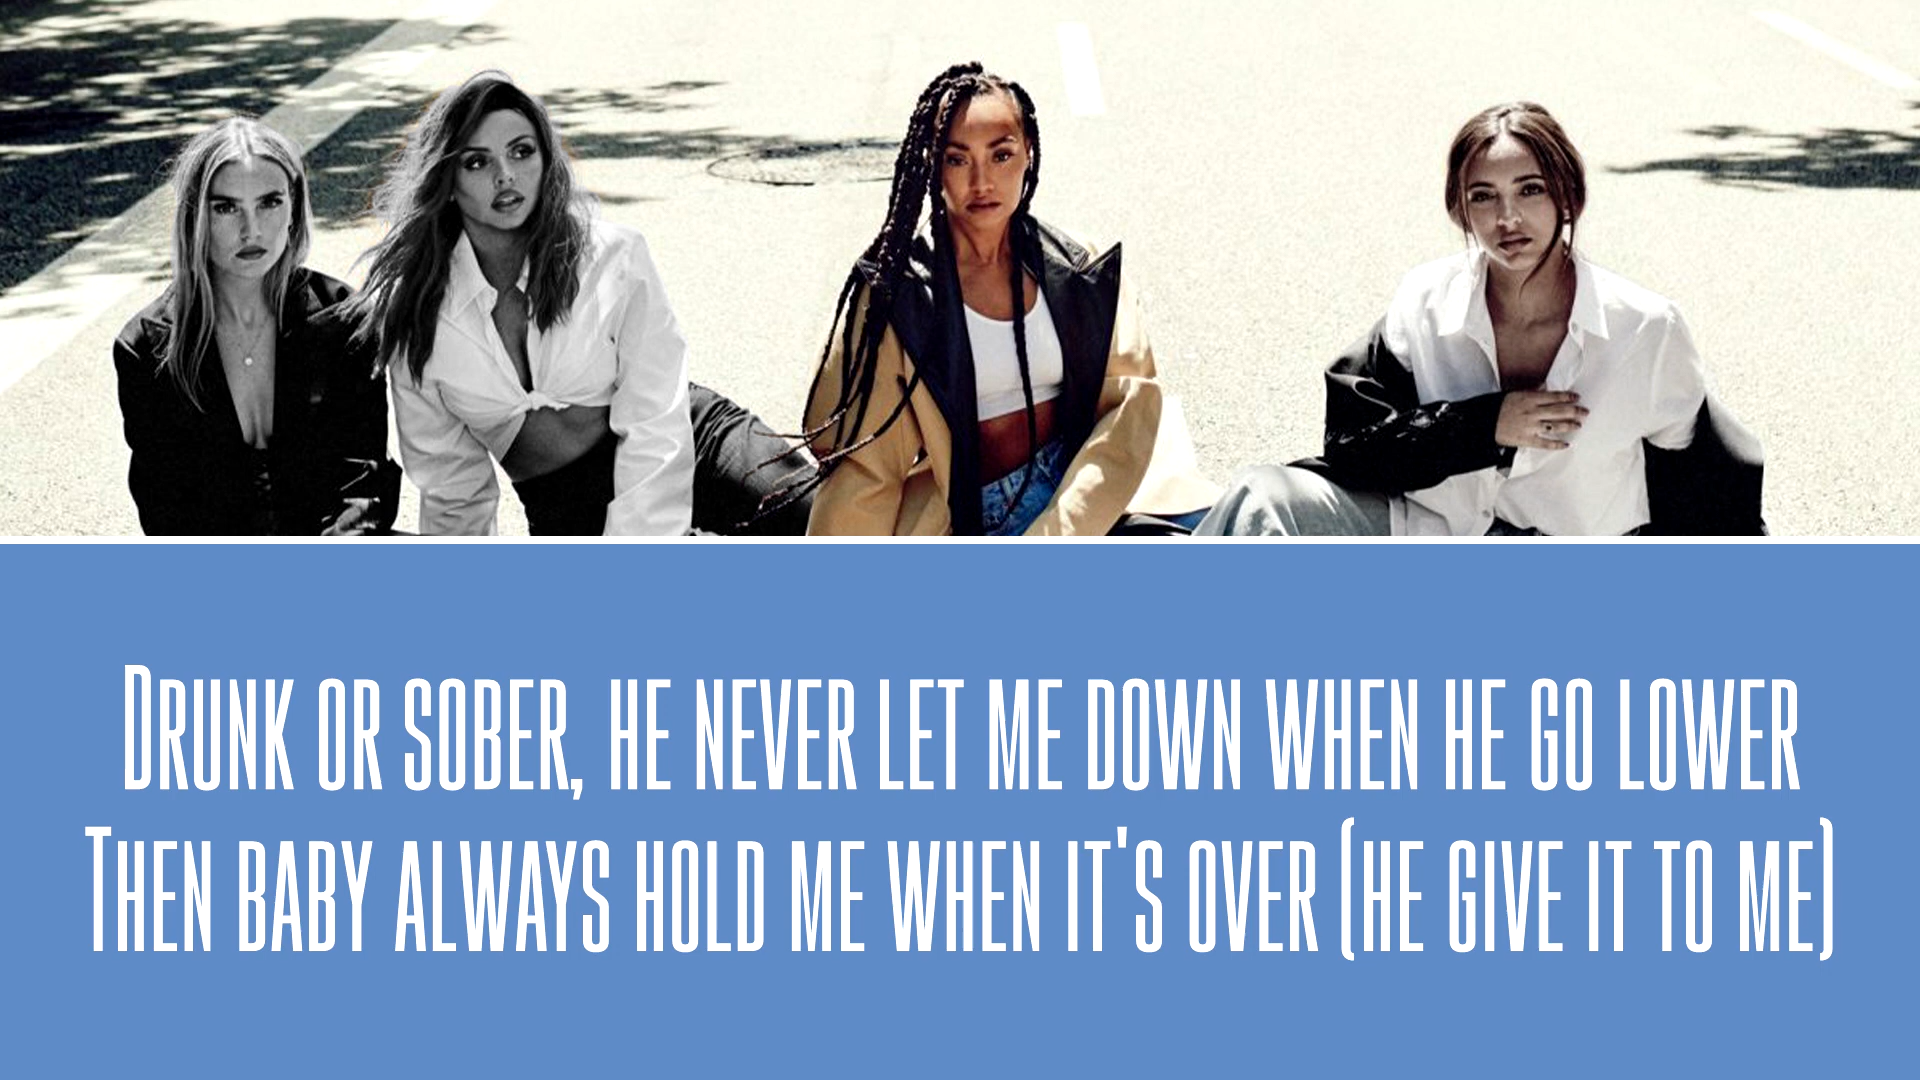 Drunk or sober, he never let me down when he go lower
Then baby always hold me when it's over (he give it to me)